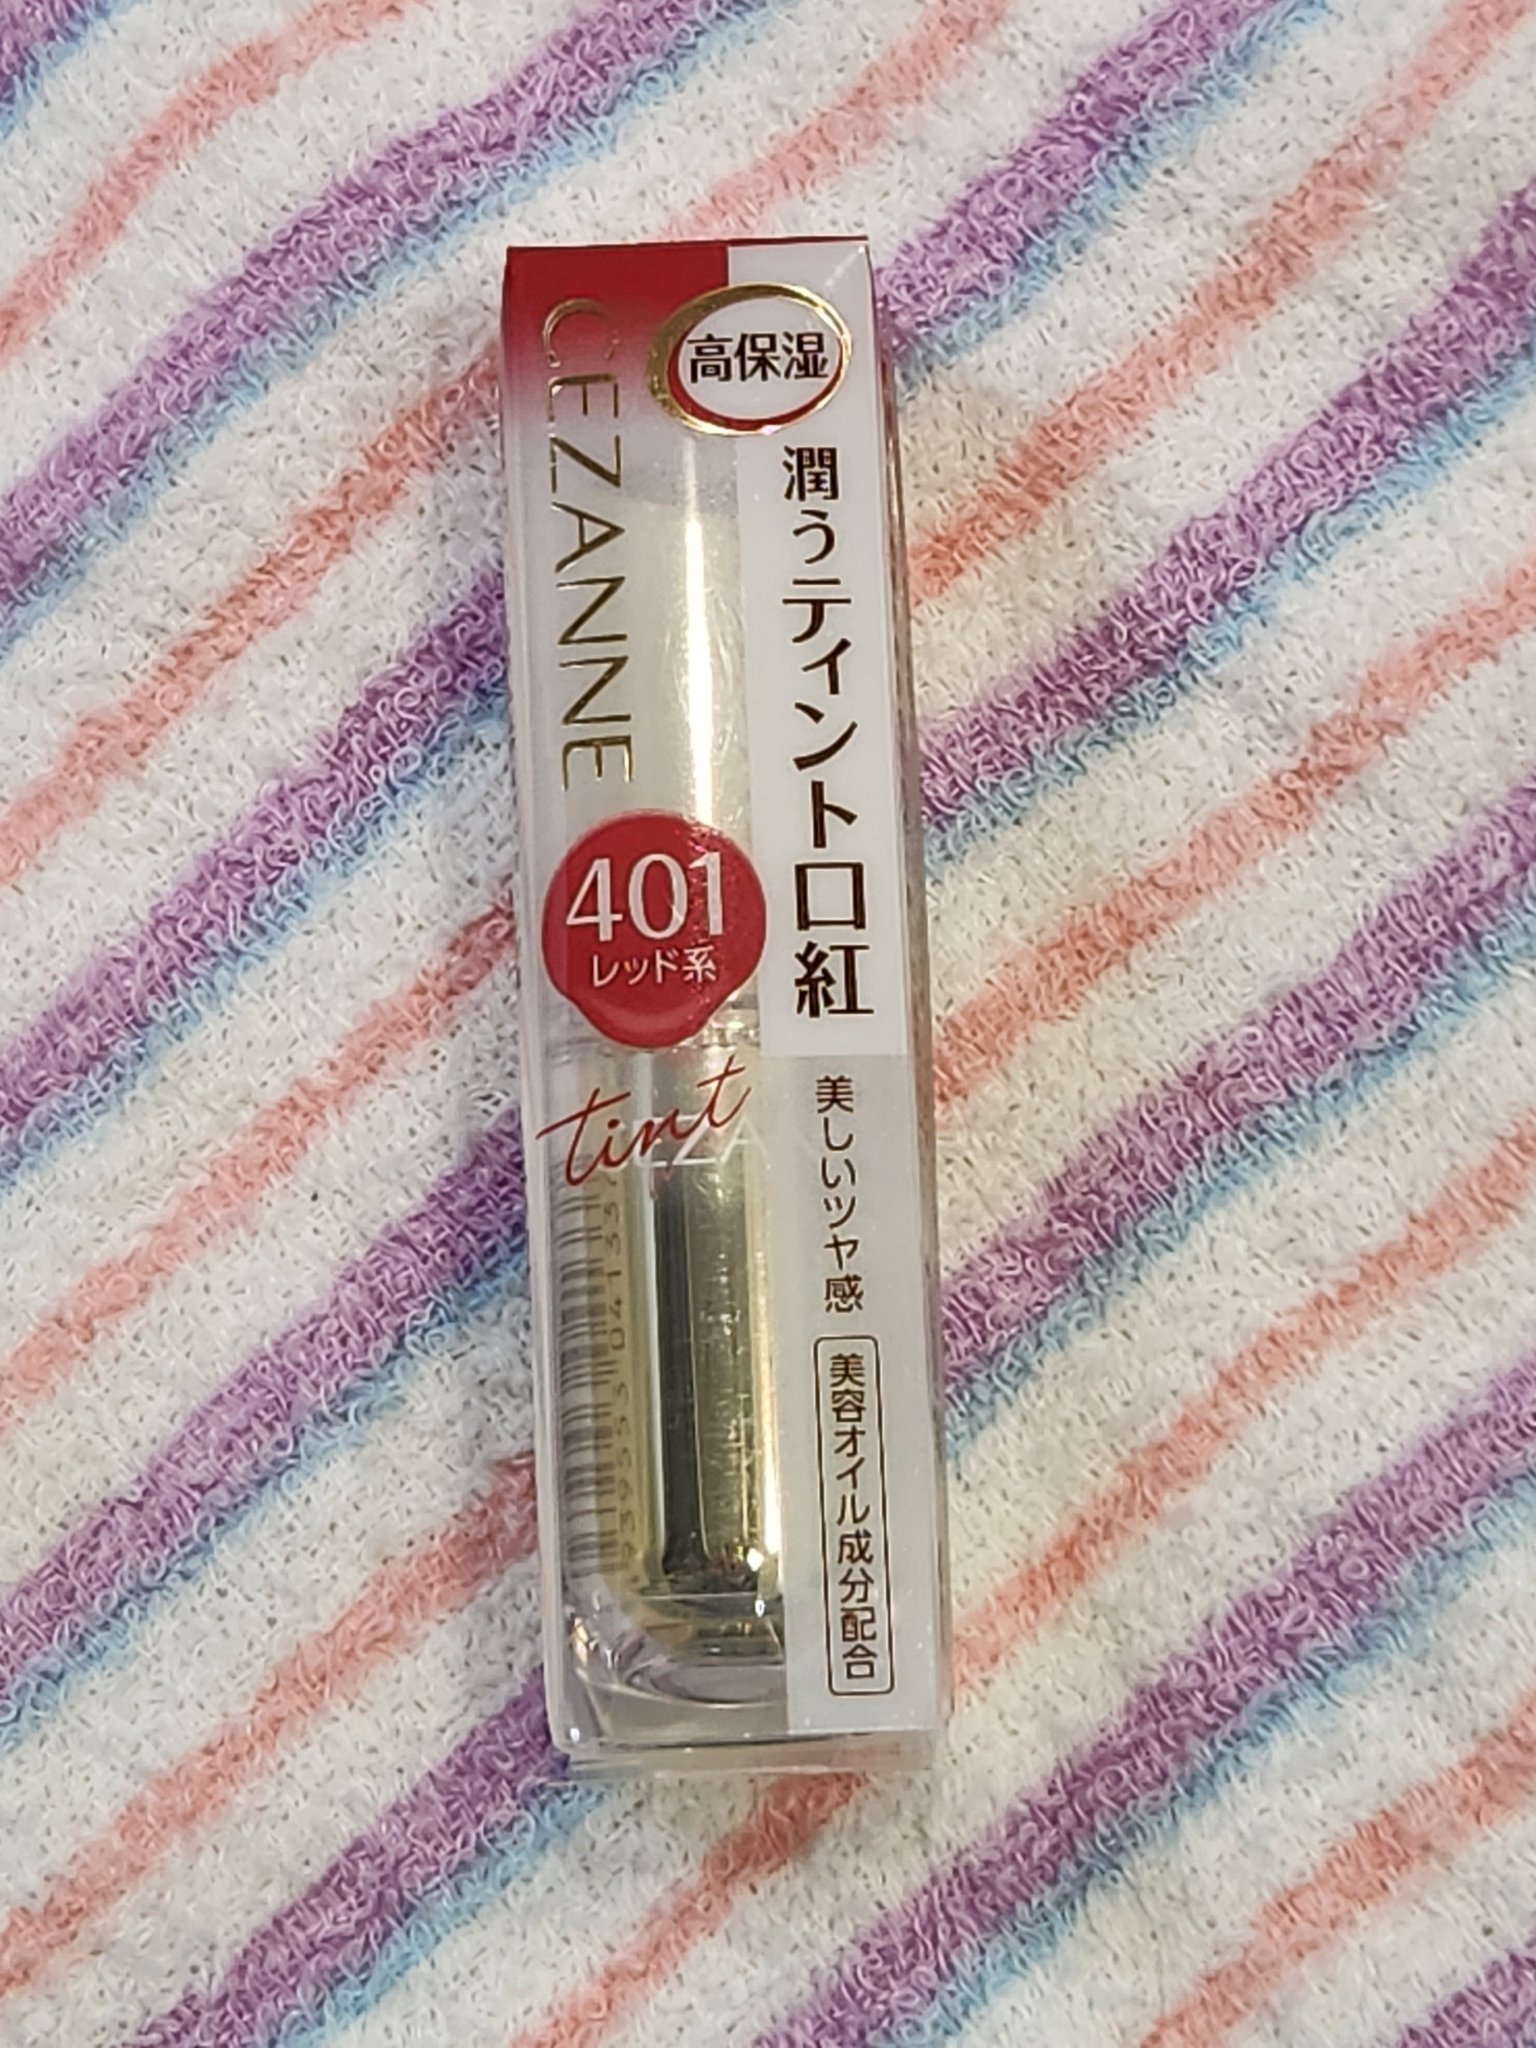 CEZANNE
高保湿
潤うティント口紅
401
レッド系
tint
美しいツヤ感
美容オイル成分配合